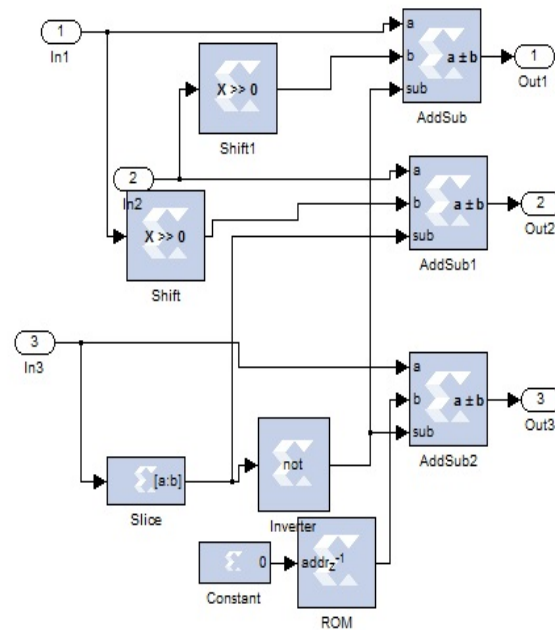 1
In1
a
b
sub
a ± b
AddSub
1
Out1
X >> 0
Shift1
2
In2
X >> 0
Shift
a
b
sub
a ± b
AddSub1
2
Out2
3
In3
a
b
sub
a ± b
AddSub2
3
Out3
[a:b]
Slice
not
Inverter
0
Constant
addr z⁻¹
ROM